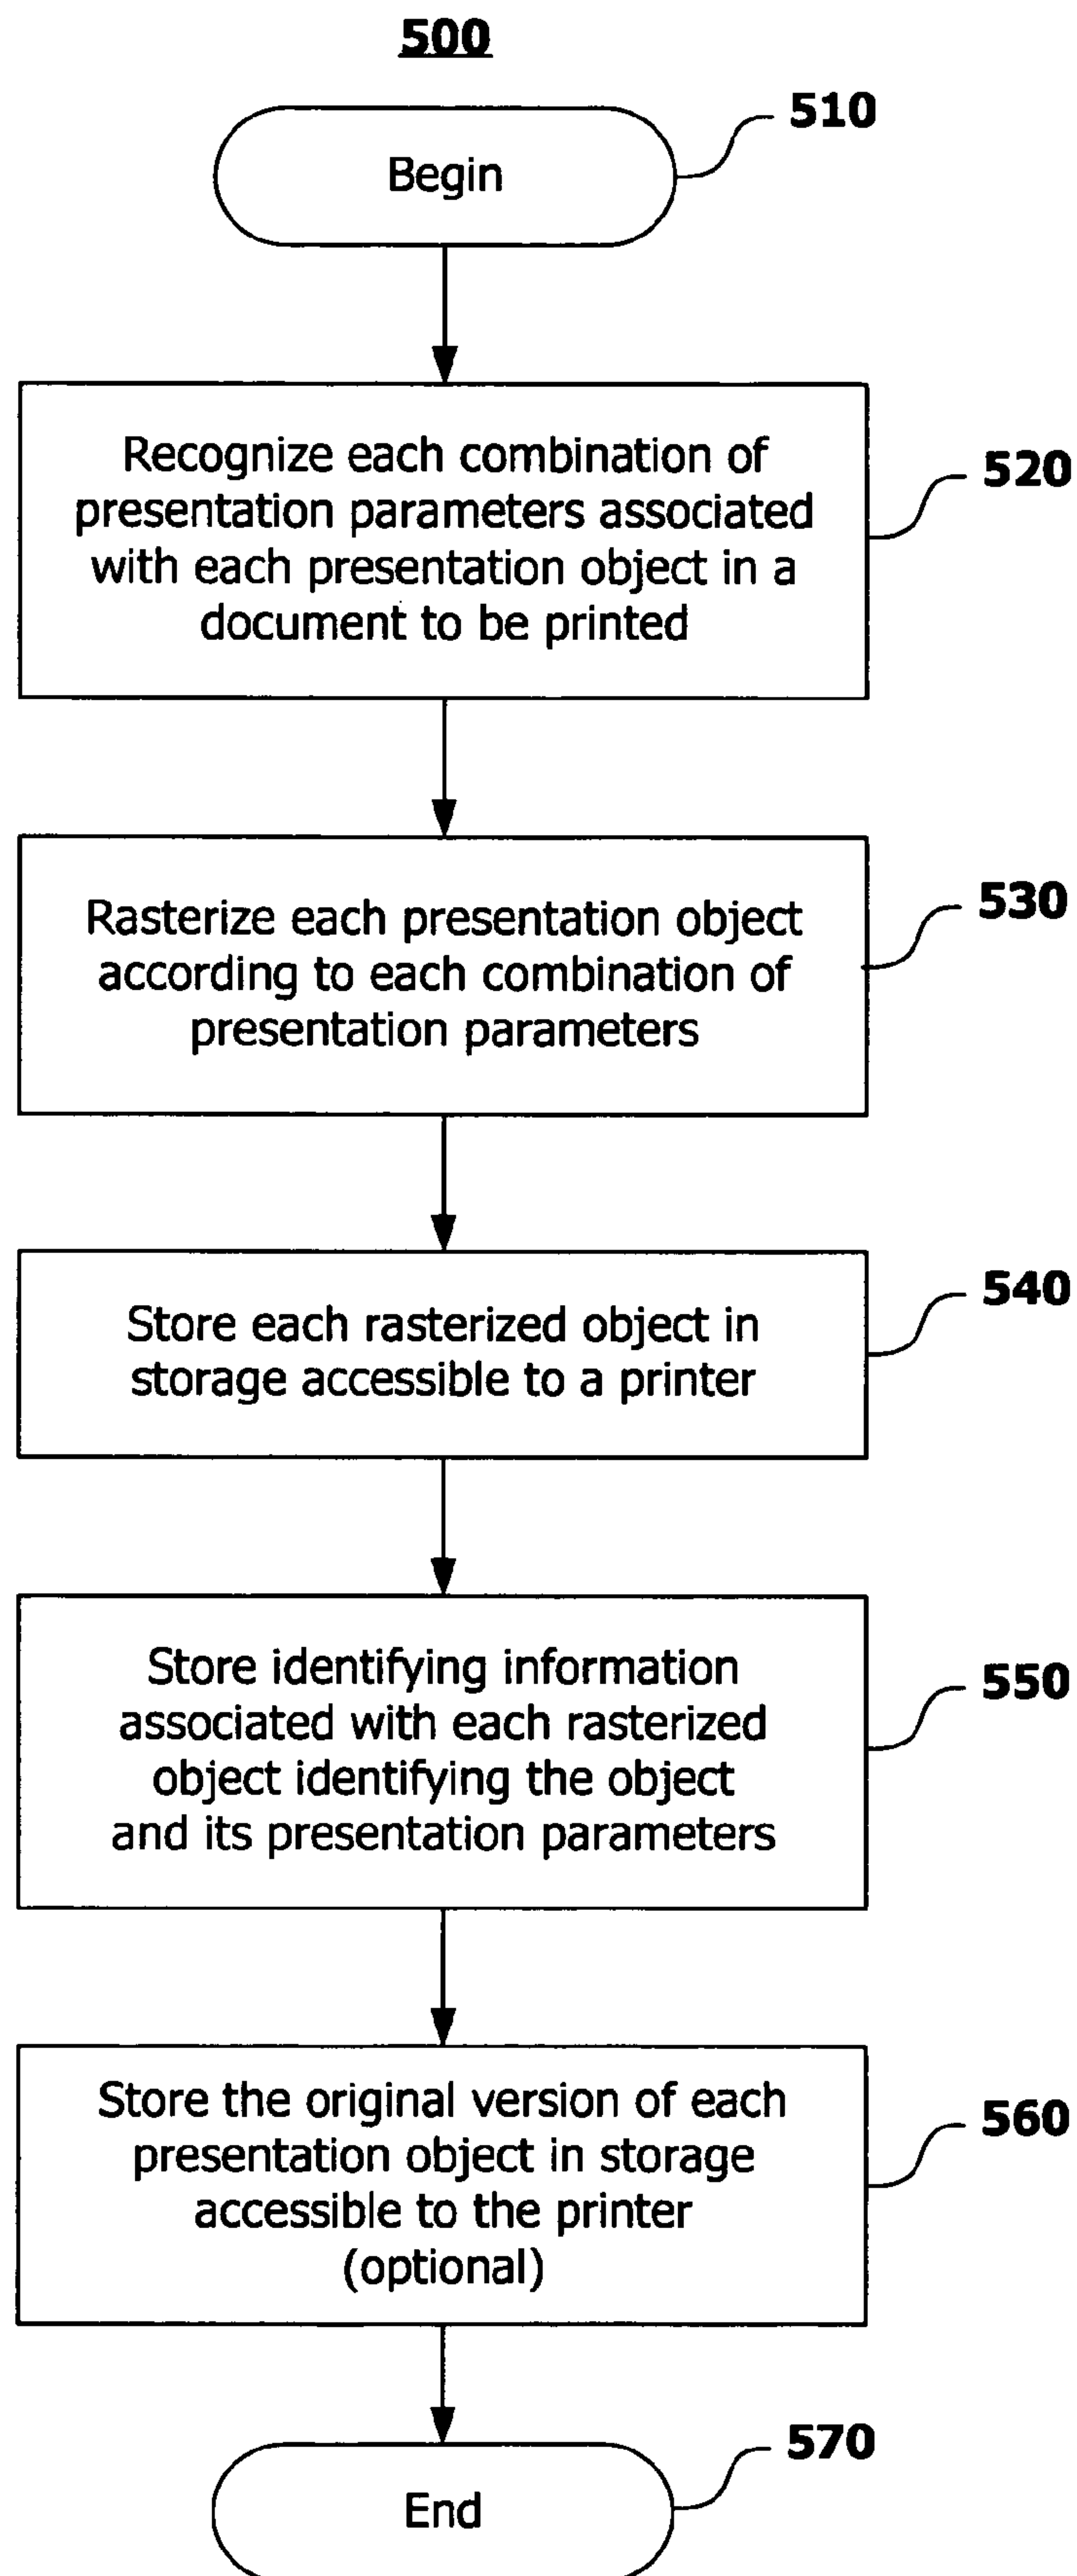 500
510
Begin
Recognize each combination of
presentation parameters associated
with each presentation object in a
document to be printed
520
Rasterize each presentation object
according to each combination of
presentation parameters
530
Store each rasterized object in
storage accessible to a printer
540
Store identifying information
associated with each rasterized
object identifying the object
and its presentation parameters
550
Store the original version of each
presentation object in storage
accessible to the printer
(optional)
560
570
End